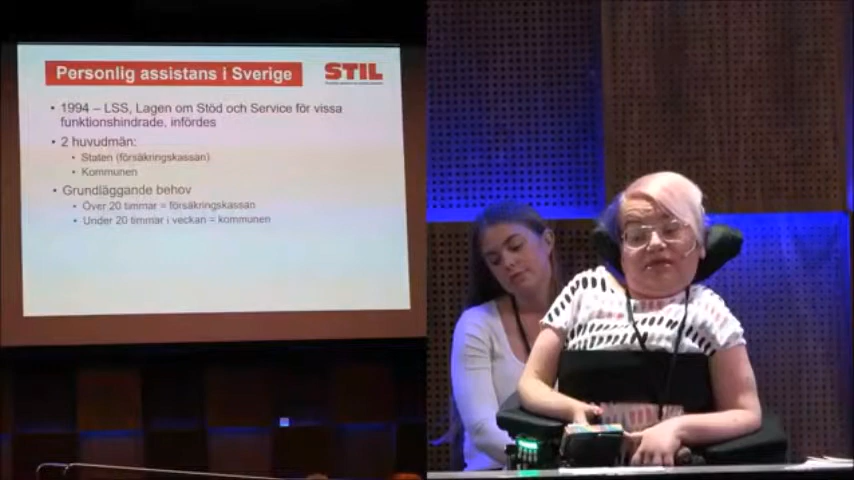 Personlig assistans i Sverige
STIL
• 1994 – LSS, Lagen om Stöd och Service för vissa
funktionshindrade, infördes
• 2 huvudmän:
• Staten (försäkringskassan)
• Kommunen
• Grundläggande behov
• Över 20 timmar = försäkringskassan
• Under 20 timmar i veckan = kommunen